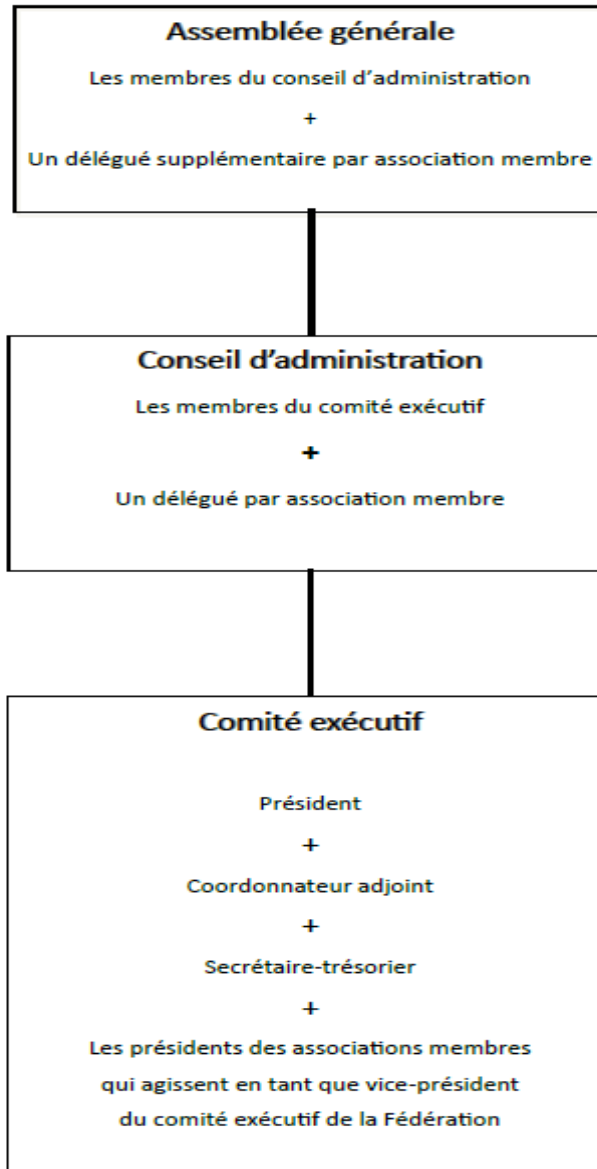 Assemblée générale
Les membres du conseil d’administration
+
Un délégué supplémentaire par association membre
Conseil d’administration
Les membres du comité exécutif
+
Un délégué par association membre
Comité exécutif
Président
+
Coordonnateur adjoint
+
Secrétaire-trésorier
+
Les présidents des associations membres
qui agissent en tant que vice-président
du comité exécutif de la Fédération